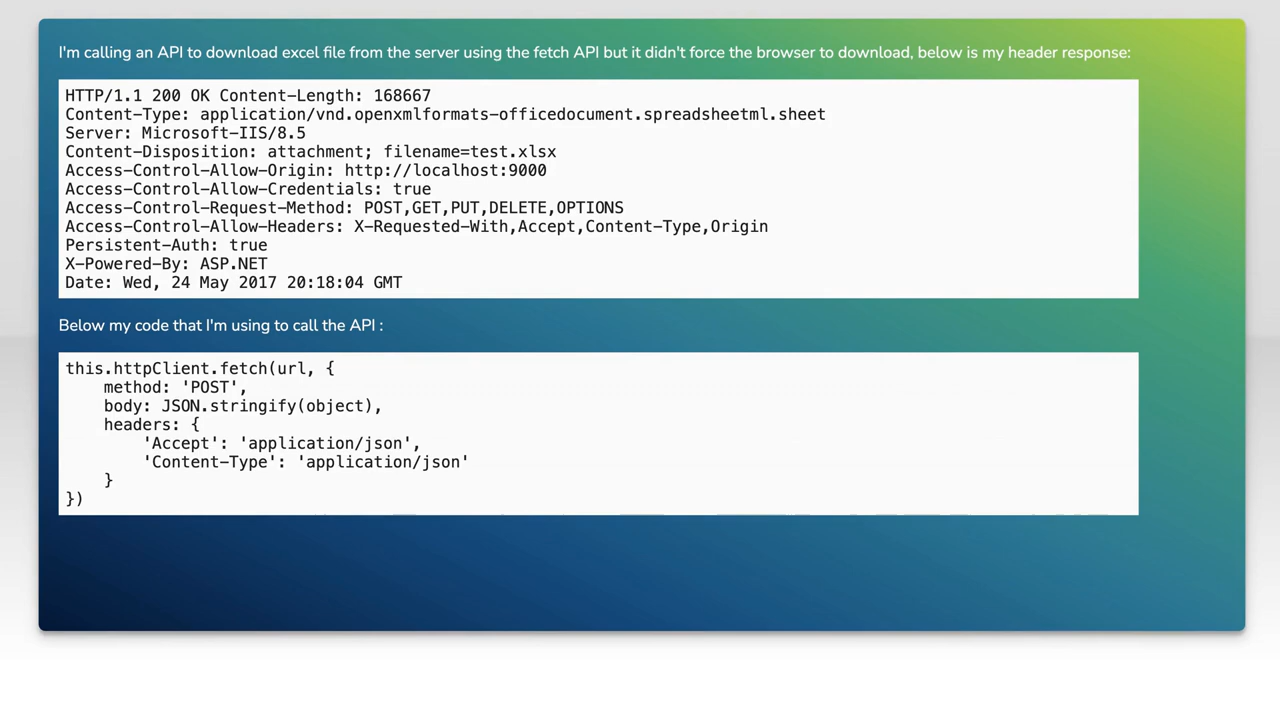 I'm calling an API to download excel file from the server using the fetch API but it didn't force the browser to download, below is my header response:
HTTP/1.1 200 OK Content-Length: 168667
Content-Type: application/vnd.openxmlformats-officedocument.spreadsheetml.sheet
Server: Microsoft-IIS/8.5
Content-Disposition: attachment; filename=test.xlsx
Access-Control-Allow-Origin: http://localhost:9000
Access-Control-Allow-Credentials: true
Access-Control-Request-Method: POST,GET,PUT,DELETE,OPTIONS
Access-Control-Allow-Headers: X-Requested-With,Accept,Content-Type,Origin
Persistent-Auth: true
X-Powered-By: ASP.NET
Date: Wed, 24 May 2017 20:18:04 GMT
Below my code that I'm using to call the API :
this.httpClient.fetch(url, {
    method: 'POST',
    body: JSON.stringify(object),
    headers: {
        'Accept': 'application/json',
        'Content-Type': 'application/json'
    }
})